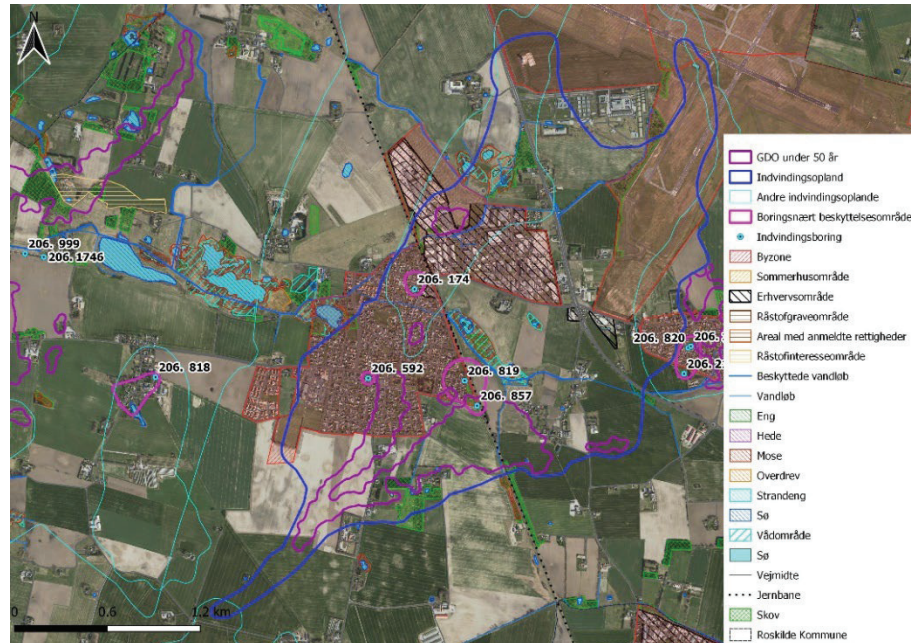 N
206. 999
206. 1746
206. 174
206. 818
206. 592
206. 819
206. 857
206. 820
0 0.6 1.2 km
GDO under 50 år
Indvindingsopland
Andre indvindingsoplande
Boringsnært beskyttelsesområde
Indvindingsboring
Byzone
Sommerhusområde
Erhvervsområde
Råstofgraveområde
Areal med anmeldte rettigheder
Råstofinteresseområde
Beskyttede vandløb
Vandløb
Eng
Hede
Mose
Overdrev
Strandeng
Sø
Vådområde
Sø
Vejmidte
Jernbane
Skov
Roskilde Kommune